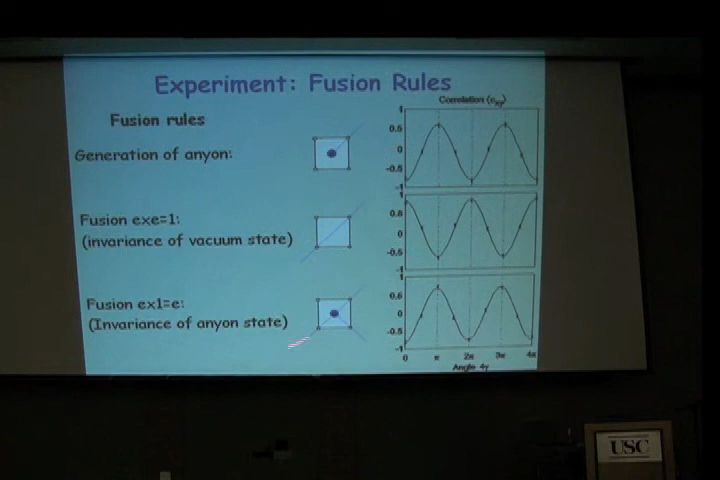 Experiment: Fusion Rules
Fusion rules
Generation of anyon:
Fusion exe=1:
(invariance of vacuum state)
Fusion ex1=e:
(Invariance of anyon state)
Correlation (cxy)
1
0.5
0
-0.5
-1
1
0.5
0
-0.5
-1
1
0.5
0
-0.5
-1
0 π 2π 3π 4π
Angle 4γ
USC